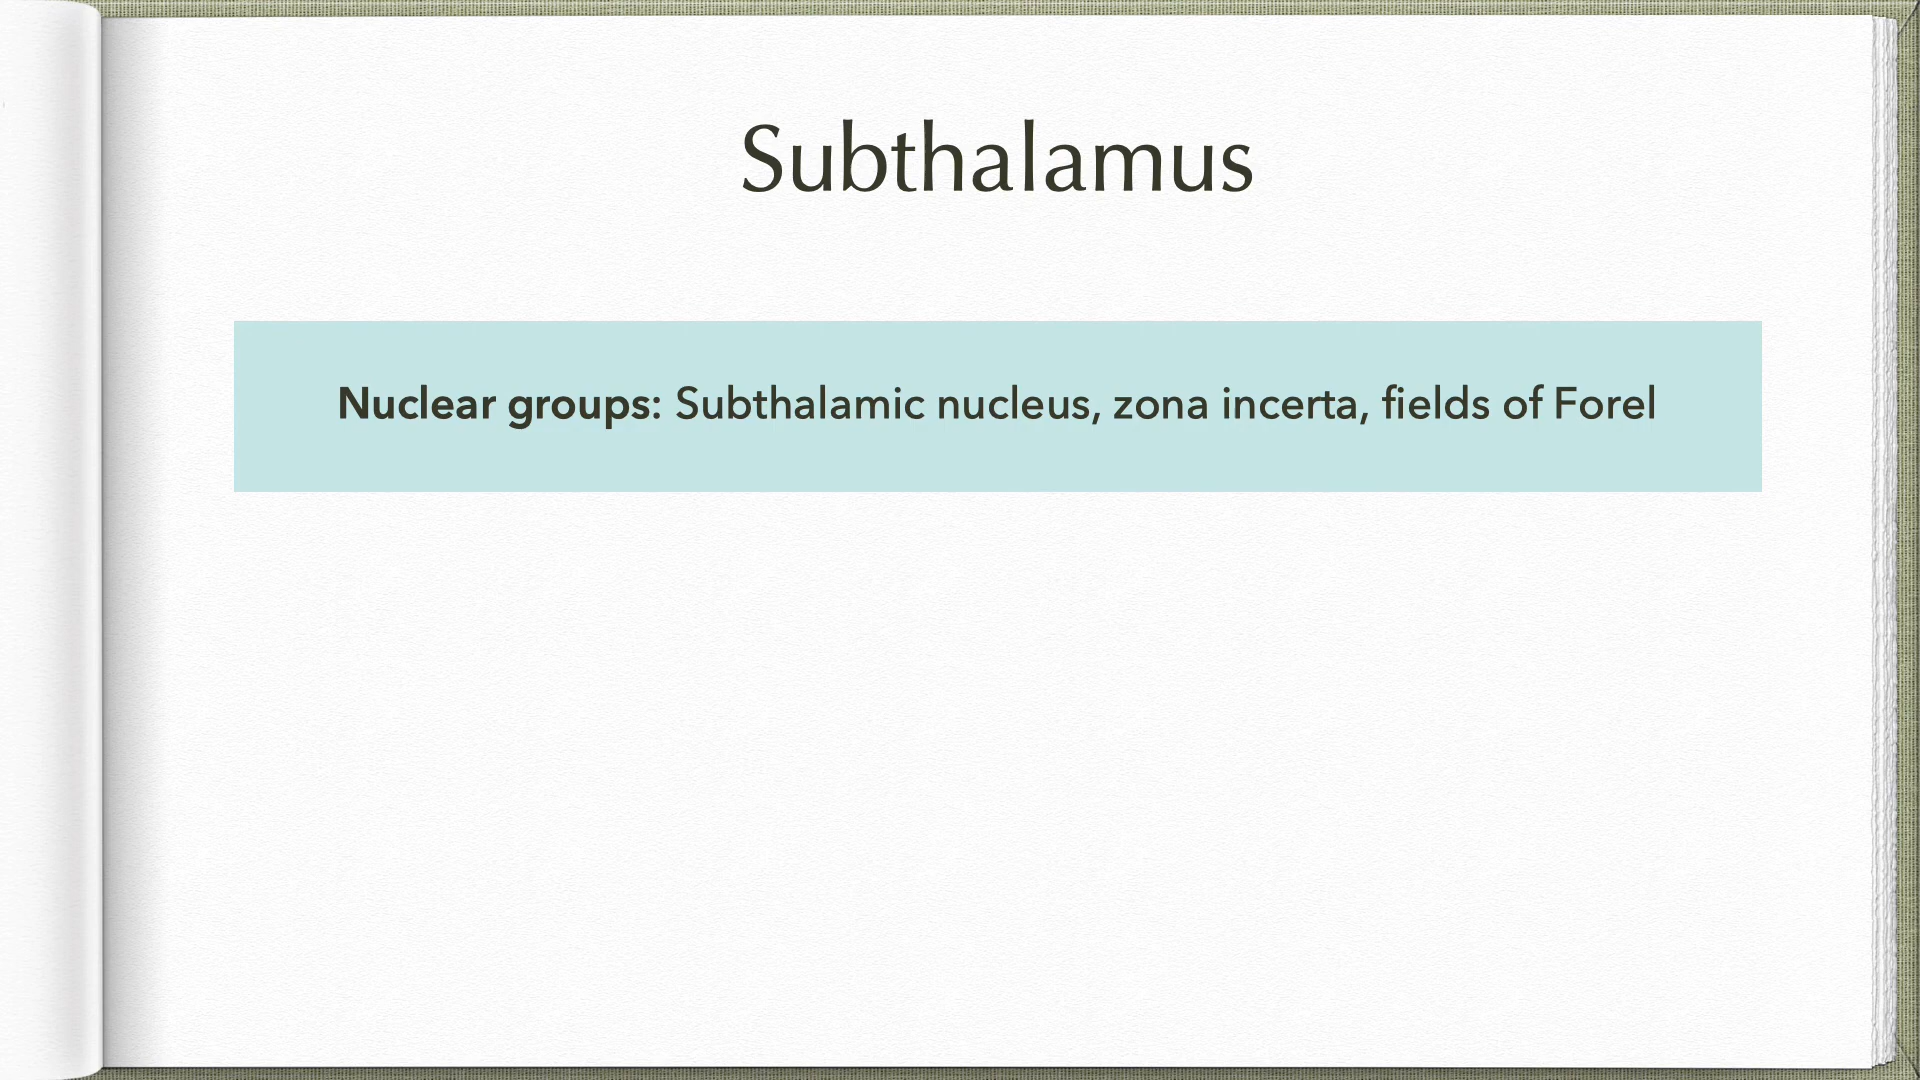 Subthalamus
Nuclear groups: Subthalamic nucleus, zona incerta, fields of Forel